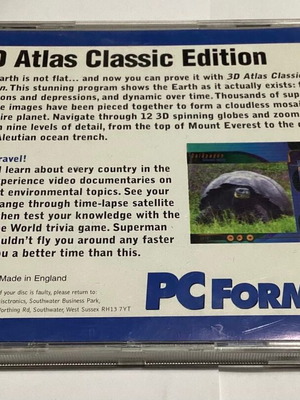 D Atlas Classic Edition
Earth is not flat... and now you can prove it with 3D Atlas Classic
n. This stunning program shows the Earth as it actually exists: f
ons and depressions, and dynamic over time. Thousands of sup
e images have been pieced together to form a cloudless mosai
ire planet. Navigate through 12 3D spinning globes and zoom
n nine levels of detail, from the top of Mount Everest to the
Aleutian ocean trench.
ravel!
l learn about every country in the
xperience video documentaries on
t environmental topics. See your
ange through time-lapse satellite
then test your knowledge with the
e World trivia game. Superman
uldn't fly you around any faster
u a better time than this.
Made in England
if your disc is faulty, please return to:
isctronics, Southwater Business Park,
orthing Rd, Southwater, West Sussex RH13 7YT
PC FORM